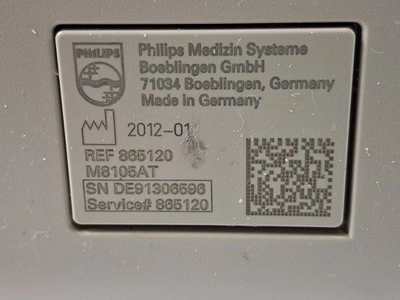 PHILIPS
Philips Medizin Systeme
Boeblingen GmbH
71034 Boeblingen, Germany
Made in Germany
2012-01
REF 865120
M8105AT
SN DE91306596
Service# 865120